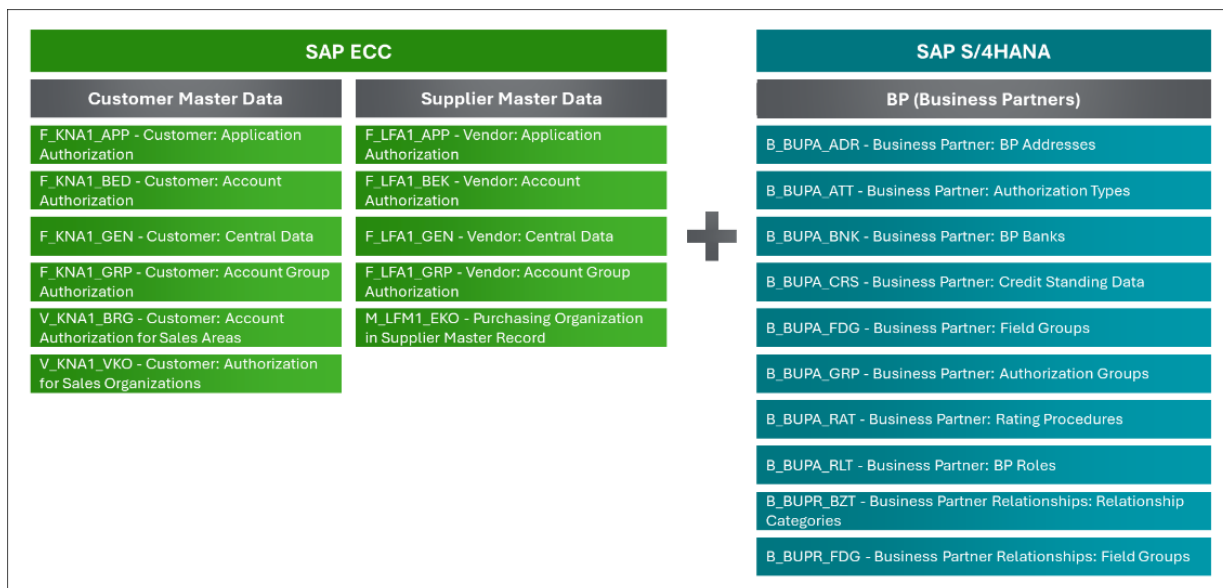 SAP ECC
Customer Master Data
F_KNA1_APP - Customer: Application
Authorization
F_KNA1_BED - Customer: Account
Authorization
F_KNA1_GEN - Customer: Central Data
F_KNA1_GRP - Customer: Account Group
Authorization
V_KNA1_BRG - Customer: Account
Authorization for Sales Areas
V_KNA1_VKO - Customer: Authorization
for Sales Organizations
Supplier Master Data
F_LFA1_APP - Vendor: Application
Authorization
F_LFA1_BEK - Vendor: Account
Authorization
F_LFA1_GEN - Vendor: Central Data
F_LFA1_GRP - Vendor: Account Group
Authorization
M_LFM1_EKO - Purchasing Organization
in Supplier Master Record
SAP S/4HANA
BP (Business Partners)
B_BUPA_ADR - Business Partner: BP Addresses
B_BUPA_ATT - Business Partner: Authorization Types
B_BUPA_BNK - Business Partner: BP Banks
B_BUPA_CRS - Business Partner: Credit Standing Data
B_BUPA_FDG - Business Partner: Field Groups
B_BUPA_GRP - Business Partner: Authorization Groups
B_BUPA_RAT - Business Partner: Rating Procedures
B_BUPA_RLT - Business Partner: BP Roles
B_BUPR_BZT - Business Partner Relationships: Relationship
Categories
B_BUPR_FDG - Business Partner Relationships: Field Groups